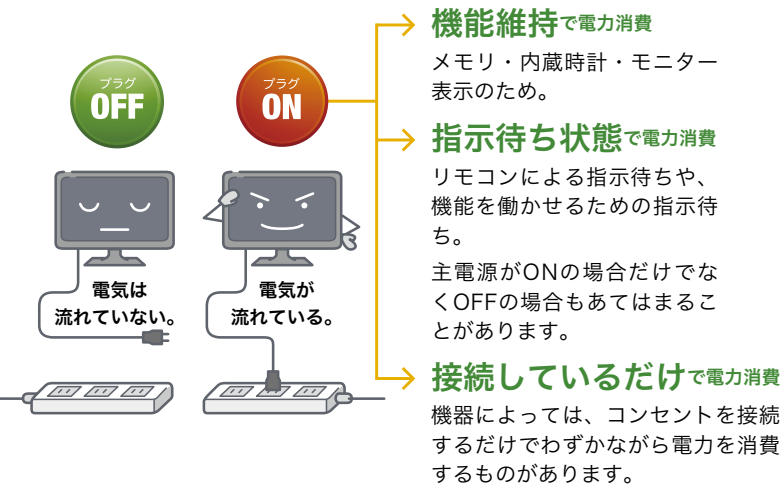 プラグ
OFF
プラグ
ON
電気は
流れていない。
電気が
流れている。
機能維持で電力消費
メモリ・内蔵時計・モニター
表示のため。
指示待ち状態で電力消費
リモコンによる指示待ちや、
機能を働かせるための指示待
ち。
主電源がONの場合だけでな
くOFFの場合もあてはまるこ
とがあります。
接続しているだけで電力消費
機器によっては、コンセントを接続
するだけでわずかながら電力を消費
するものがあります。